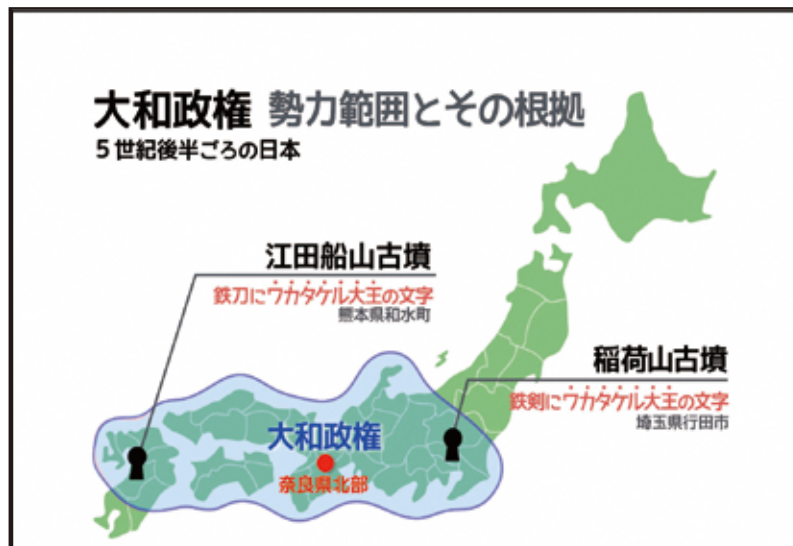 大和政権 勢力範囲とその根拠
5世紀後半ごろの日本
江田船山古墳
鉄刀にワカタケル大王の文字
熊本県和水町
稲荷山古墳
鉄剣にワカタケル大王の文字
埼玉県行田市
大和政権
奈良県北部